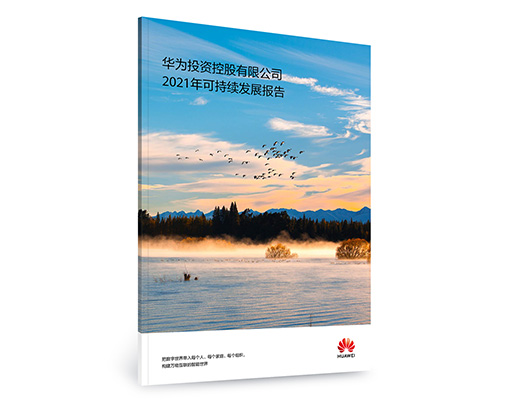 华为投资控股有限公司
2021年可持续发展报告
把数字世界带入每个人、每个家庭、每个组织，
构建万物互联的智能世界
HUAWEI